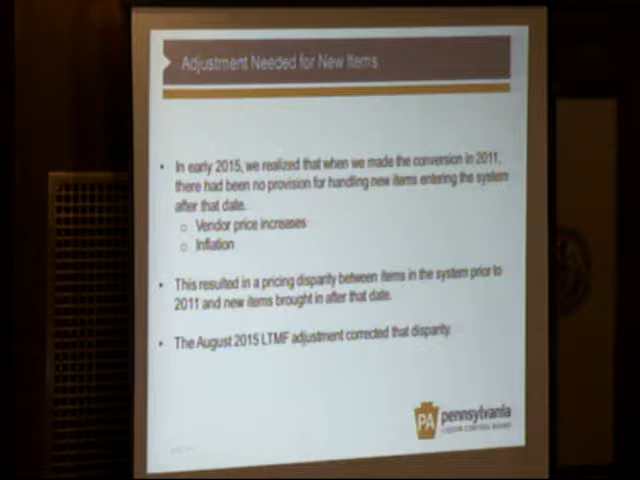 Adjustment Needed for New Items
• In early 2015, we realized that when we made the conversion in 2011,
there had been no provision for handling new items entering the system
after that date.
o Vendor price increases
o Inflation
• This resulted in a pricing disparity between items in the system prior to
2011 and new items brought in after that date.
• The August 2015 LTMF adjustment corrected that disparity.
PA pennsylvania
LIQUOR CONTROL BOARD